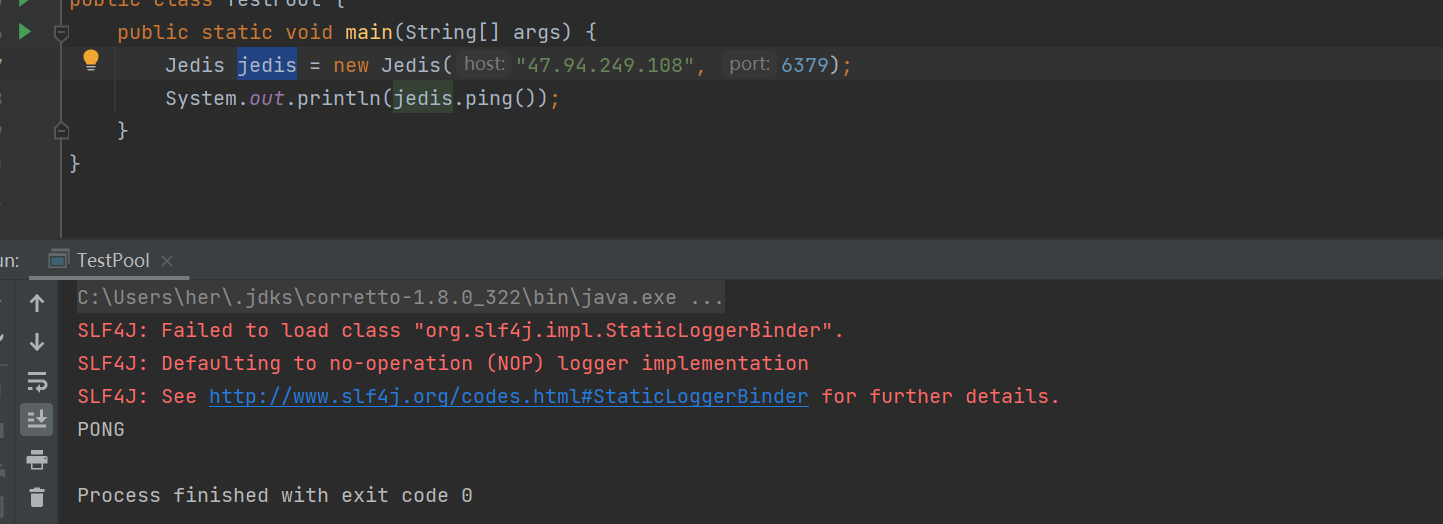 public class TestPool {
public static void main(String[] args) {
Jedis jedis = new Jedis( host: "47.94.249.108", port: 6379);
System.out.println(jedis.ping());
}
}
TestPool
C:\Users\her\.jdks\corretto-1.8.0_322\bin\java.exe ...
SLF4J: Failed to load class "org.slf4j.impl.StaticLoggerBinder".
SLF4J: Defaulting to no-operation (NOP) logger implementation
SLF4J: See http://www.slf4j.org/codes.html#StaticLoggerBinder for further details.
PONG
Process finished with exit code 0